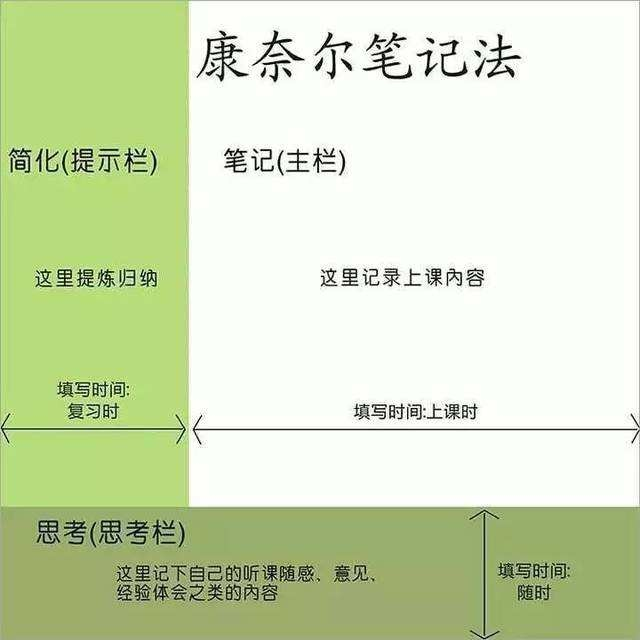 康奈尔笔记法
简化(提示栏)
笔记(主栏)
这里提炼归纳
这里记录上课内容
填写时间:
复习时
填写时间:上课时
思考(思考栏)
这里记下自己的听课随感、意见、
经验体会之类的内容
填写时间:
随时